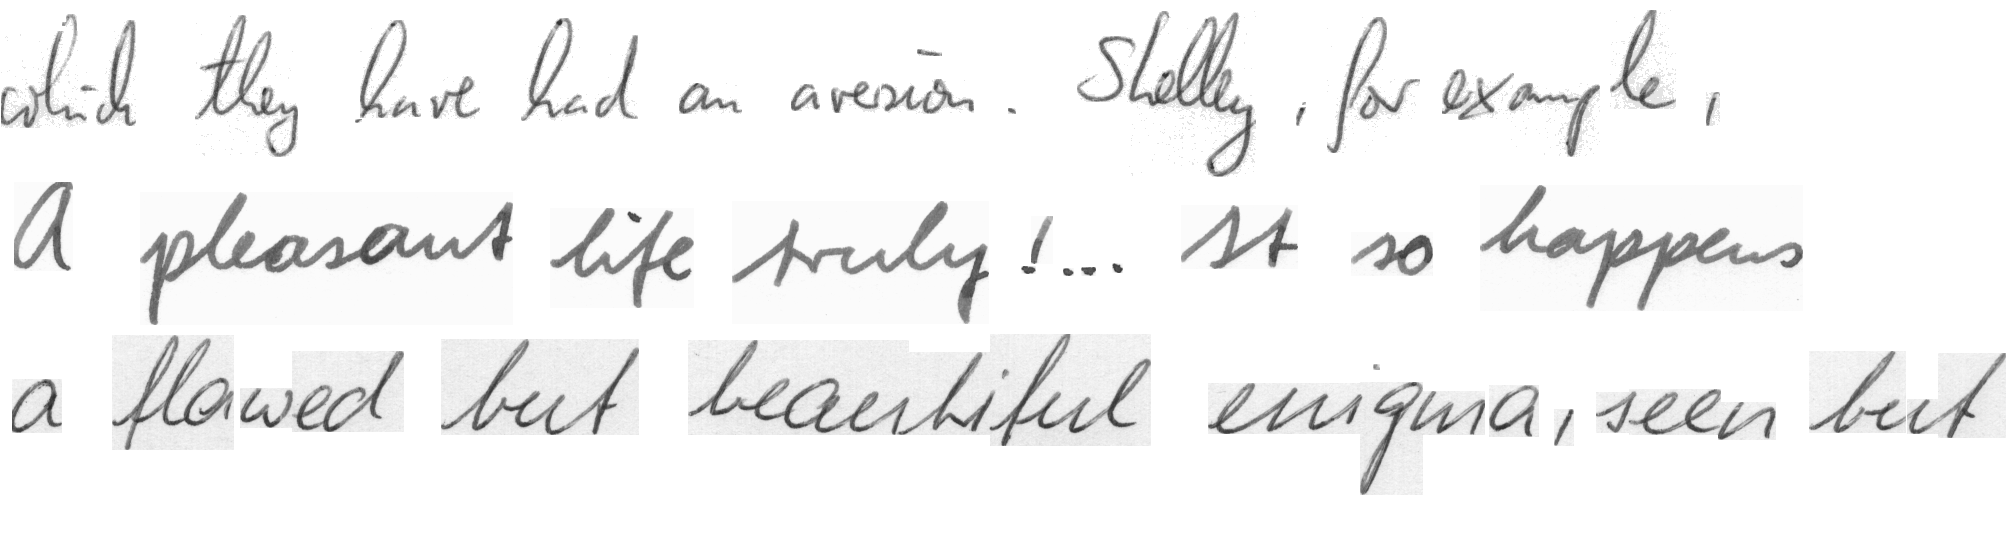 which they have had an aversion. Shelley, for example,
A pleasant life truly!... It so happens
a flawed but beautiful enigma, seen but